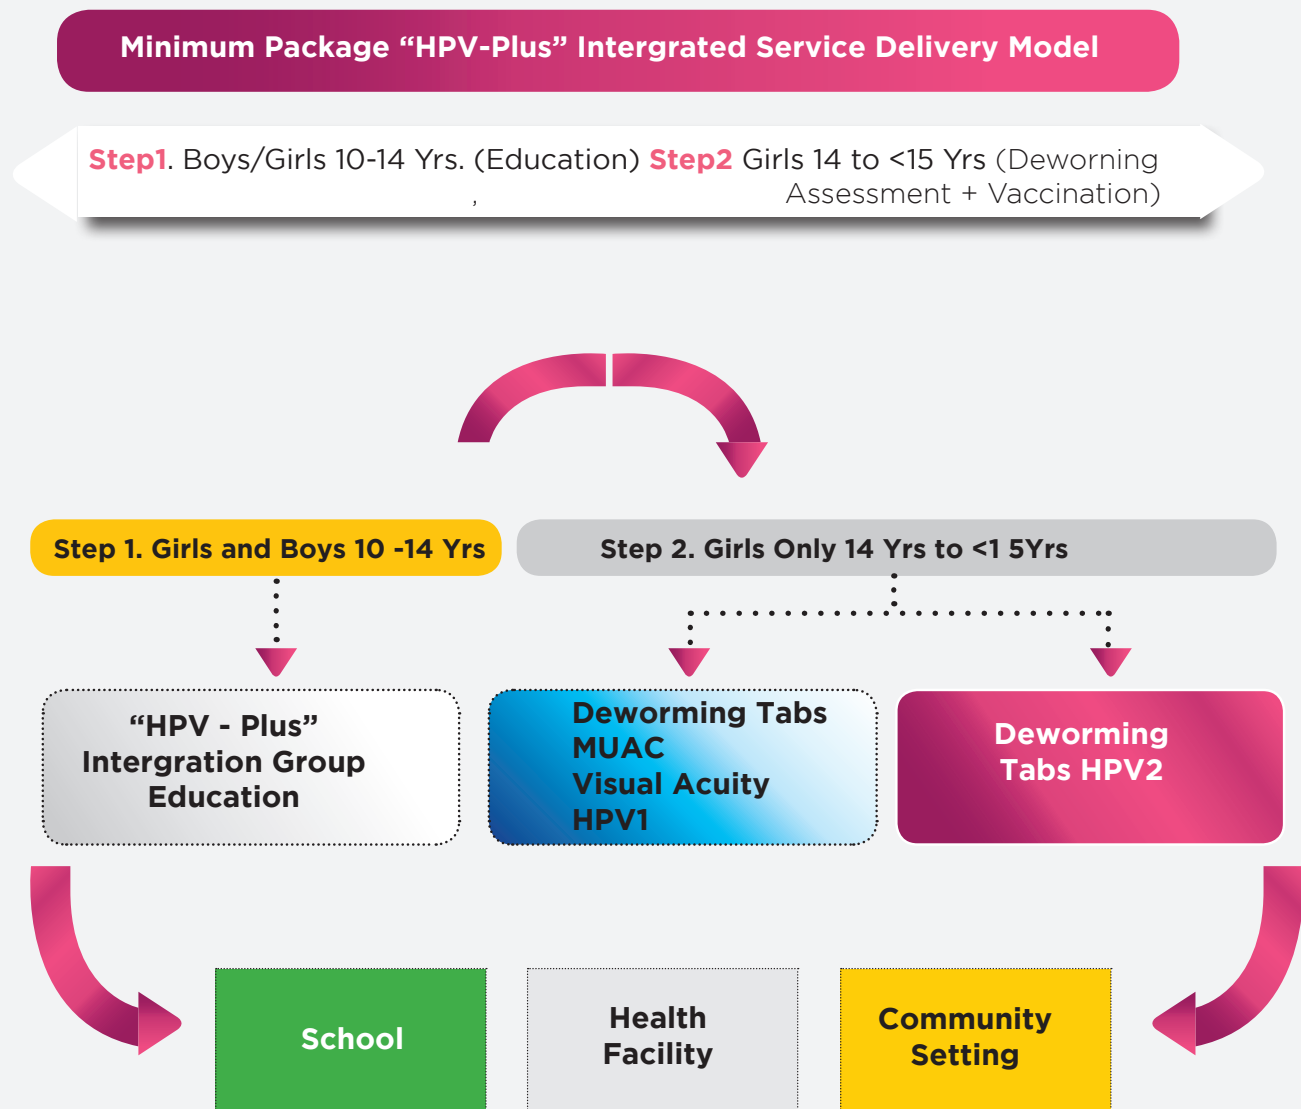 Minimum Package “HPV-Plus” Intergrated Service Delivery Model
Step1. Boys/Girls 10-14 Yrs. (Education) Step2 Girls 14 to <15 Yrs (Deworning
, Assessment + Vaccination)
Step 1. Girls and Boys 10 -14 Yrs
Step 2. Girls Only 14 Yrs to <1 5Yrs
“HPV - Plus”
Intergration Group
Education
Deworming Tabs
MUAC
Visual Acuity
HPV1
Deworming
Tabs HPV2
School
Health
Facility
Community
Setting